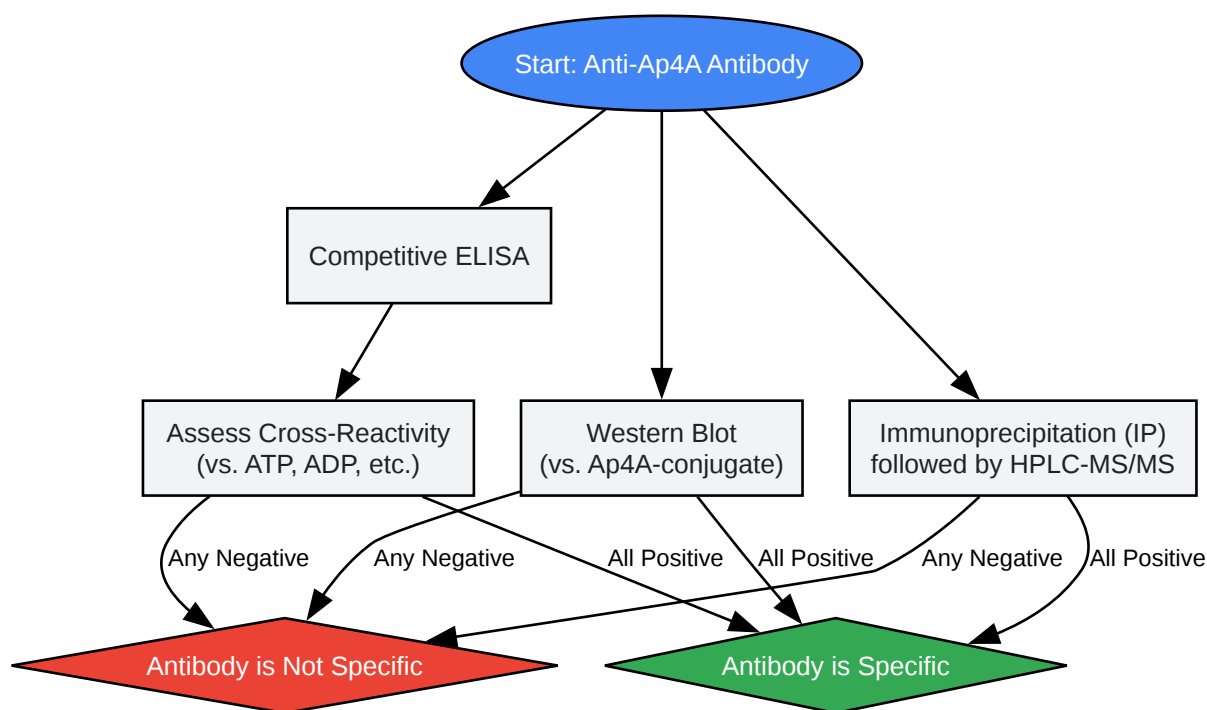 Start: Anti-Ap4A Antibody
Competitive ELISA
Assess Cross-Reactivity
(vs. ATP, ADP, etc.)
Western Blot
(vs. Ap4A-conjugate)
Immunoprecipitation (IP)
followed by HPLC-MS/MS
Any Negative
Any Negative
All Positive
All Positive
Any Negative
All Positive
Antibody is Not Specific
Antibody is Specific